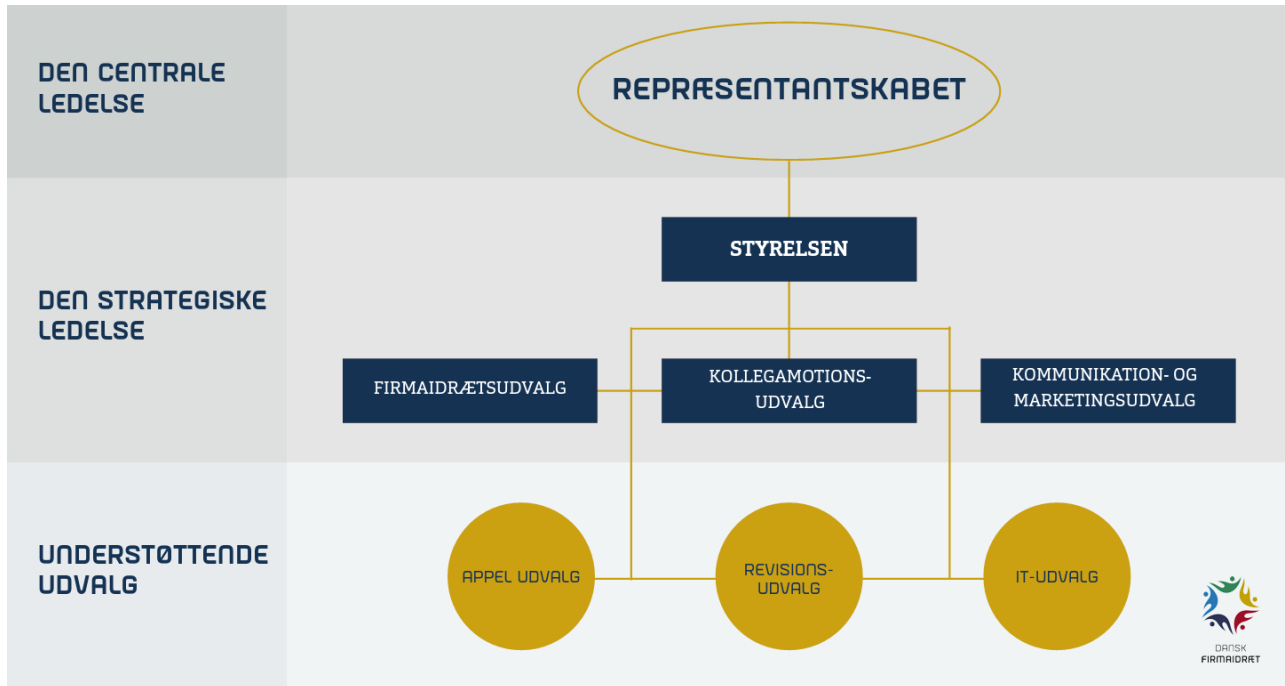 DEN CENTRALE
LEDELSE
REPRÆSENTANTSKABET
STYRELSEN
DEN STRATEGISKE
LEDELSE
FIRMAIDRÆTSUDVALG
KOLLEGAMOTIONS-
UDVALG
KOMMUNIKATION- OG
MARKETINGSUDVALG
UNDERSTØTTENDE
UDVALG
APPEL UDVALG
REVISIONS-
UDVALG
IT-UDVALG
DANSK
FIRMAIDRÆT